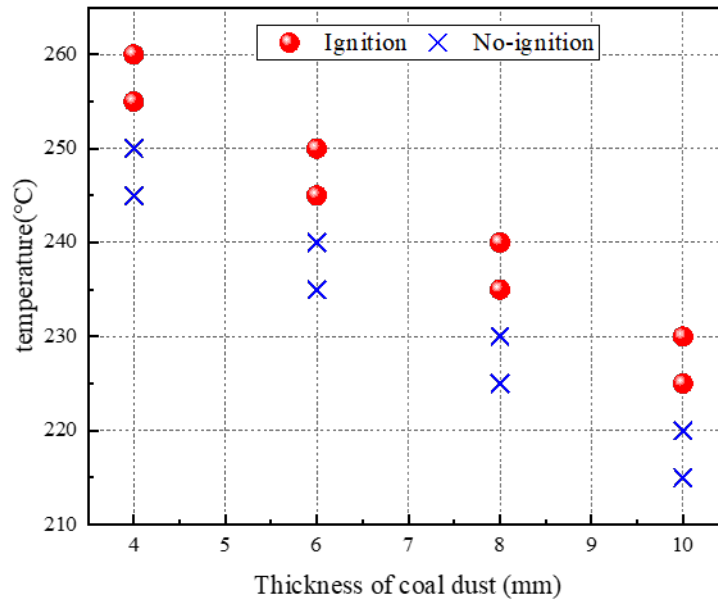 Ignition No-ignition
260
250
240
230
220
210
temperature(°C)
4 5 6 7 8 9 10
Thickness of coal dust (mm)